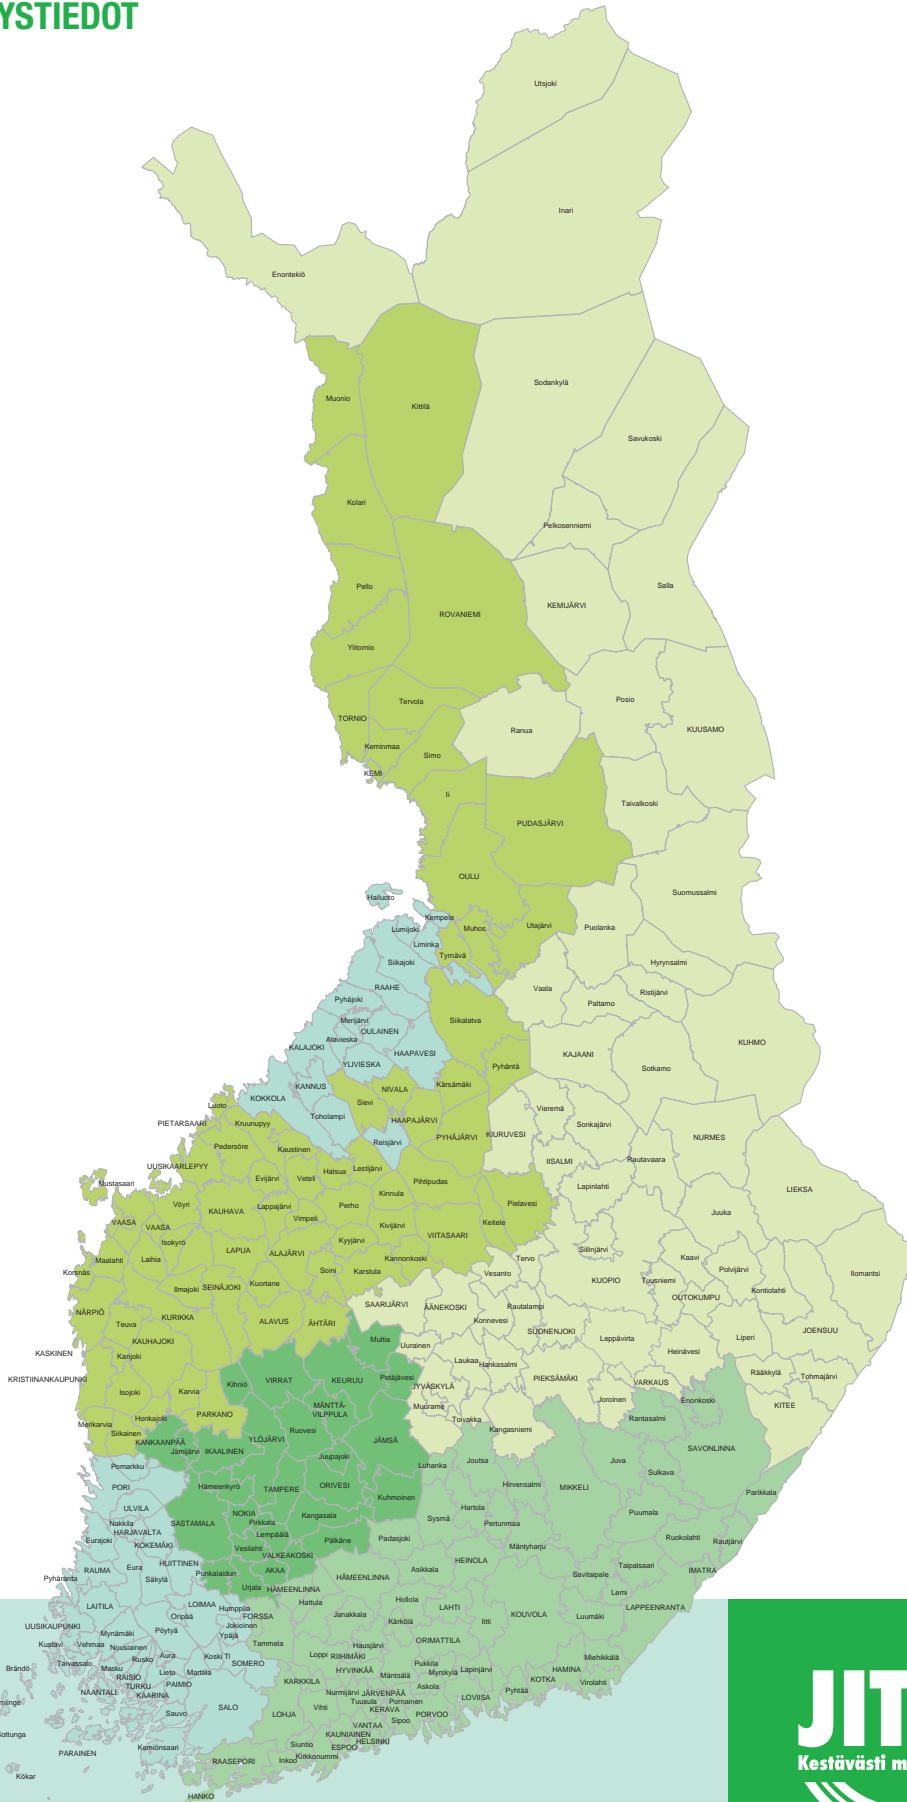 YSTIEDOT
Utsjoki
Inari
Enontekiö
Sodankylä
Muonio
Kittilä
Savukoski
Kolari
Pelkosenniemi
Pello
Salla
KEMIJÄRVI
ROVANIEMI
Ylitornio
Posio
Tervola
TORNIO
Ranua
KUUSAMO
Keminmaa
Simo
KEMI
Ii
Taivalkoski
PUDASJÄRVI
OULU
Suomussalmi
Hailuoto
Kempele
Lumijoki
Muhos
Utajärvi
Puolanka
Liminka
Tyrnävä
Siikajoki
Hyrynsalmi
RAAHE
Vaala
Ristijärvi
Pyhäjoki
Paltamo
Merijärvi
Siikalatva
OULAINEN
Alavieska
KUHMO
KALAJOKI
HAAPAVESI
KAJAANI
YLIVIESKA
Pyhäntä
Sotkamo
KANNUS
Kärsämäki
NIVALA
KOKKOLA
Sievi
Luoto
Vieremä
Toholampi
HAAPAJÄRVI
Sonkajärvi
PIETARSAARI
Kruunupyy
KIURUVESI
PYHÄJÄRVI
NURMES
Reisjärvi
Pedersöre
Kaustinen
IISALMI
Rautavaara
UUSIKAARLEPYY
Halsua
Lestijärvi
Evijärvi
Veteli
Pihtipudas
Lapinlahti
LIEKSA
Mustasaari
Kinnula
Vöyri
Lappajärvi
Perho
Pielavesi
KAUHAVA
Juuka
Vimpeli
VAASA
VAASA
Kivijärvi
Keitele
Kyyjärvi
VIITASAARI
Isokyrö
LAPUA
ALAJÄRVI
Siilinjärvi
Maalahti
Laihia
Kannonkoski
Tervo
Kaavi
Korsnäs
Soini
Karstula
Vesanto
Polvijärvi
Ilomantsi
Ilmajoki
SEINÄJOKI
Kuortane
KUOPIO
Tuusniemi
Kontiolahti
OUTOKUMPU
SAARIJÄRVI
ÄÄNEKOSKI
Rautalampi
NÄRPIÖ
KURIKKA
Konnevesi
Teuva
ALAVUS
ÄHTÄRI
SUONENJOKI
JOENSUU
KAUHAJOKI
Multia
Uurainen
Leppävirta
Liperi
KASKINEN
Karijoki
Laukaa
Hankasalmi
Heinävesi
KRISTIINANKAUPUNKI
Kihniö
VIRRAT
KEURUU
Petäjävesi
JYVÄSKYLÄ
PIEKSÄMÄKI
VARKAUS
Rääkkylä
Tohmajärvi
Isojoki
Karvia
MÄNTTÄ-
VILPPULA
Muurame
Joroinen
Enonkoski
KITEE
Honkajoki
PARKANO
Toivakka
Rantasalmi
Merikarvia
Siikainen
Ruovesi
Kangasniemi
KANKAANPÄÄ
YLÖJÄRVI
JÄMSÄ
SAVONLINNA
Jämijärvi
IKAALINEN
Juupajoki
Luhanka
Joutsa
Juva
Pomarkku
Sulkava
PORI
Hämeenkyrö
TAMPERE
ORIVESI
Hirvensalmi
MIKKELI
Parikkala
Kuhmoinen
ULVILA
Hartola
Nakkila
SASTAMALA
NOKIA
Kangasala
Sysmä
Pertunmaa
Puumala
HARJAVALTA
Pirkkala
Lempäälä
Ruokolahti
Eurajoki
KOKEMÄKI
Vesilahti
Pälkäne
Padasjoki
Mäntyharju
Rautjärvi
VALKEAKOSKI
HEINOLA
HUITTINEN
RAUMA
Eura
AKAA
Asikkala
Taipalsaari
IMATRA
Pyhäranta
Säkylä
Punkalaidun
HÄMEENLINNA
Savitaipale
Urjala
HÄMEENLINNA
Lemi
LAITILA
LOIMAA
Humppila
Hattula
Hollola
LAPPEENRANTA
Oripää
FORSSA
Janakkala
LAHTI
KOUVOLA
Luumäki
UUSIKAUPUNKI
Mynämäki
Jokioinen
Kärkölä
Iitti
Kustavi
Vehmaa
Nousiainen
Pöytyä
Ypäjä
Tammela
Hausjärvi
ORIMATTILA
Rusko
Aura
Koski Tl
Loppi
RIIHIMÄKI
Miehikkälä
Brändö
Taivassalo
Masku
SOMERO
Pukkila
RAISIO
Lieto
Marttila
HYVINKÄÄ
Mäntsälä
Myrskylä
Lapinjärvi
HAMINA
KARKKILA
KOTKA
Virolahti
NAANTALI
TURKU
PAIMIO
Askola
Pyhtää
KAARINA
Nurmijärvi
JÄRVENPÄÄ
LOVIISA
mlinge
SALO
Tuusula
Pornainen
Sauvo
LOHJA
Vihti
KERAVA
PORVOO
VANTAA
Sipoo
KAUNIAINEN
HELSINKI
ottunga
Siuntio
ESPOO
Kemiönsaari
Kirkkonummi
PARAINEN
RAASEPORI
Inkoo
Kökar
HANKO
JIT
Kestävästi m